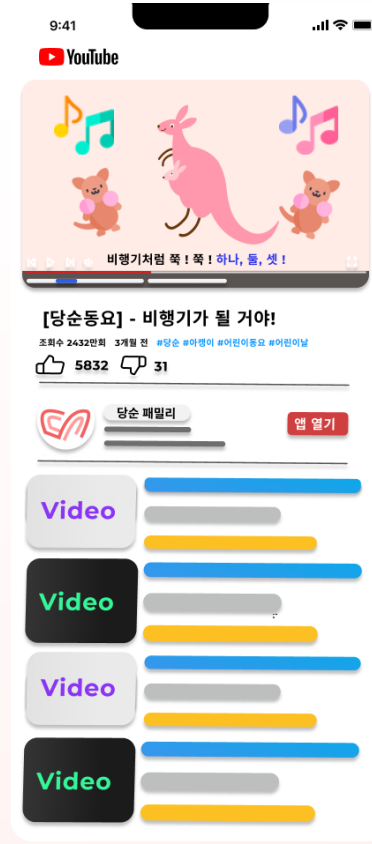 9:41
YouTube
비행기처럼 쭉 ! 쭉 ! 하나, 둘, 셋 !
[당순동요] - 비행기가 될 거야!
조회수 2432만회 3개월 전 #당순 #아캥이 #어린이동요 #어린이날
5832 31
당순 패밀리
앱 열기
Video
Video
Video
Video